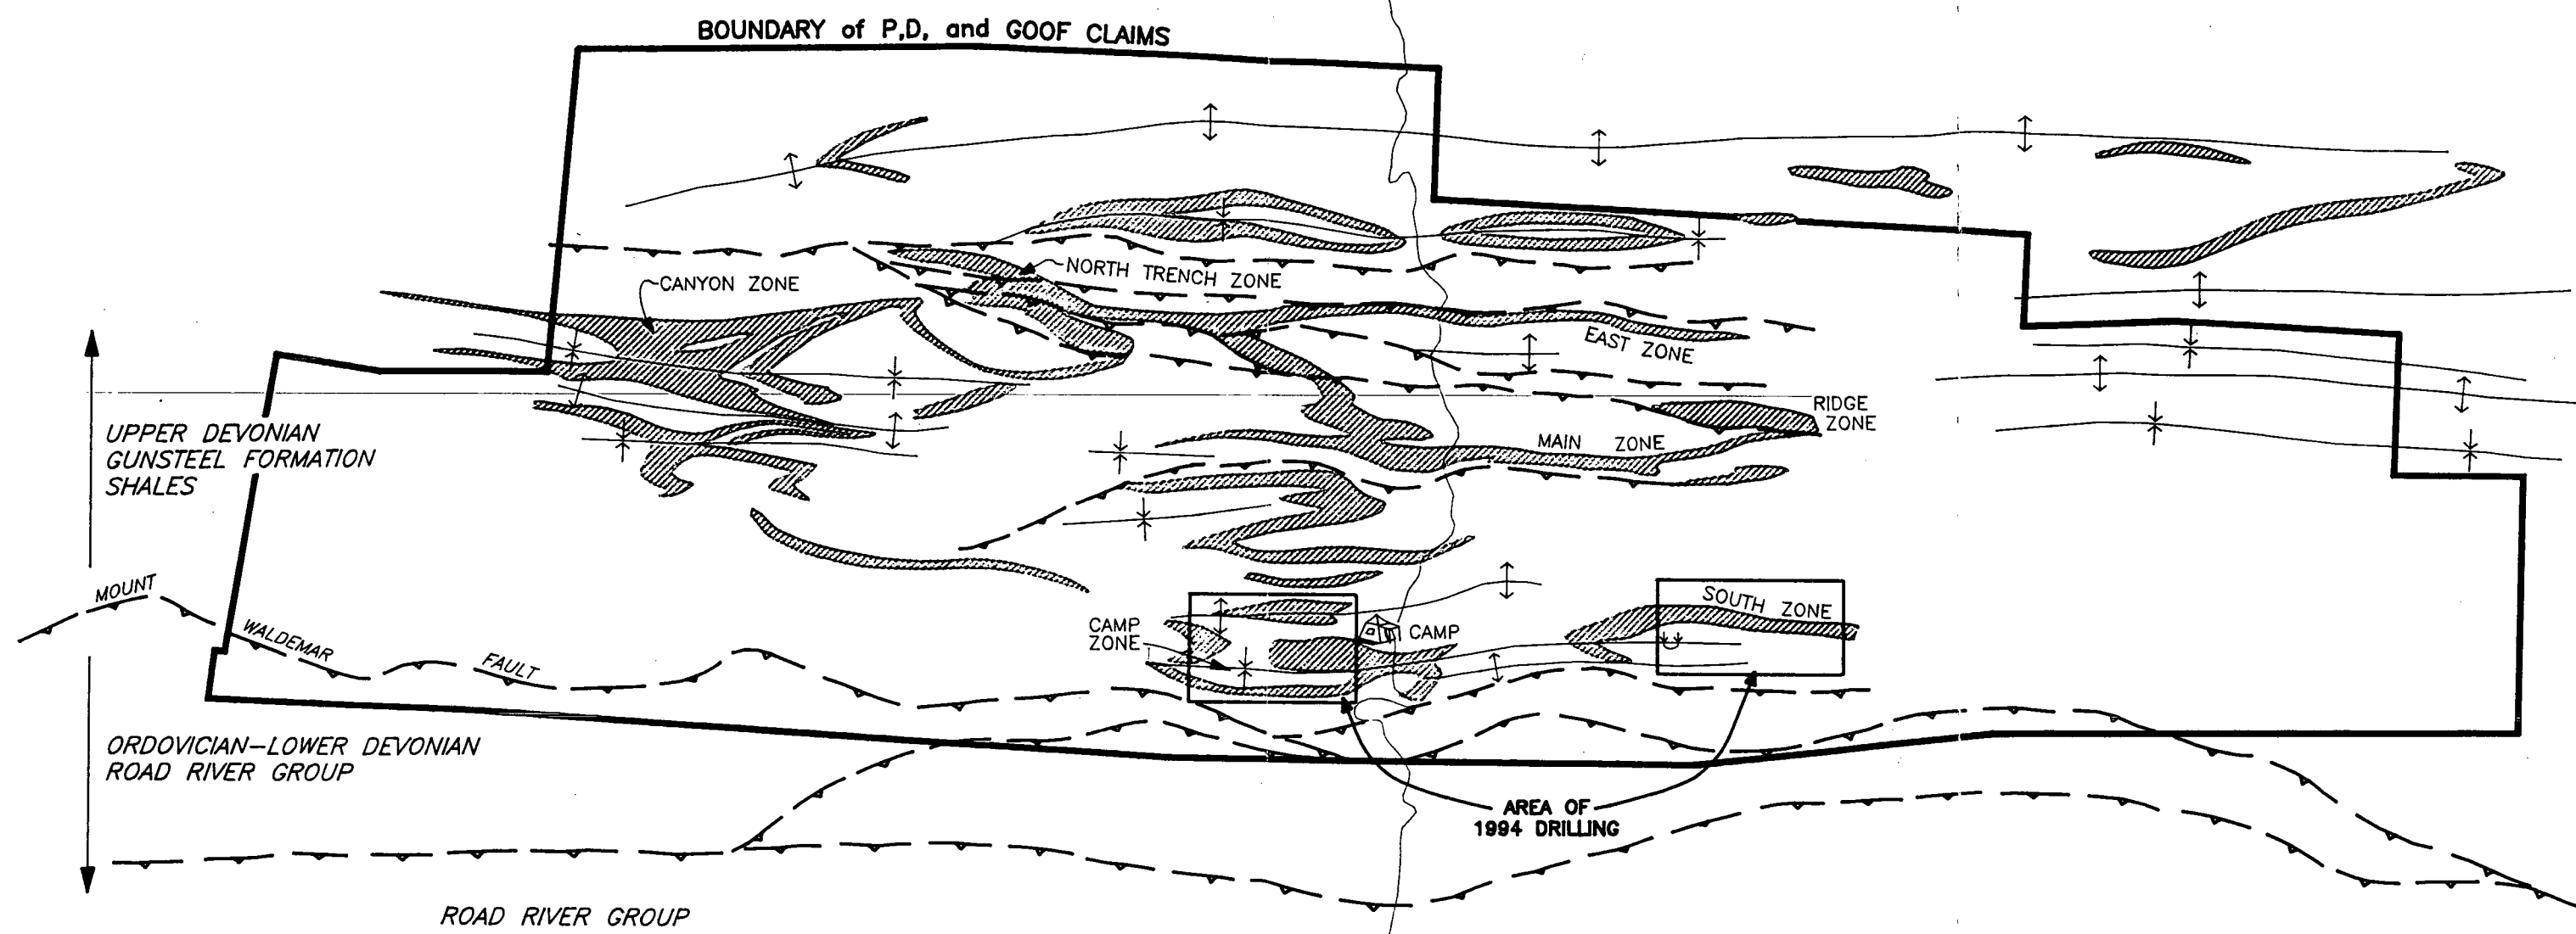 BOUNDARY of P.D. and GOOF CLAIMS
NORTH TRENCH ZONE
CANYON ZONE
EAST ZONE
RIDGE
ZONE
MAIN ZONE
UPPER DEVONIAN
GUNSTEEL FORMATION
SHALES
MOUNT
WALDEMAR
FAULT
SOUTH ZONE
CAMP
ZONE
CAMP
ORDOVICIAN-LOWER DEVONIAN
ROAD RIVER GROUP
AREA OF
1994 DRILLING
ROAD RIVER GROUP